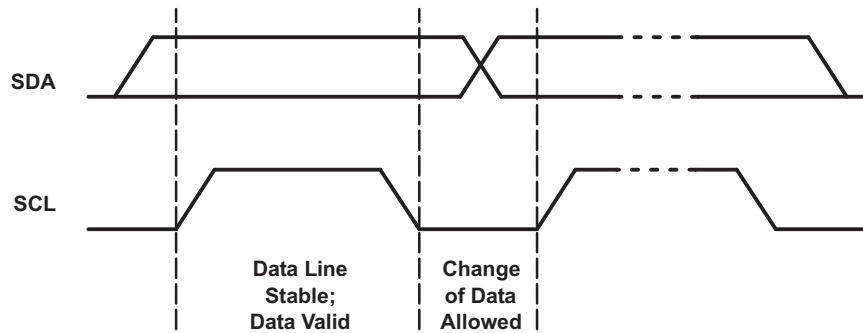 SDA
SCL
Data Line
Stable;
Data Valid
Change
of Data
Allowed